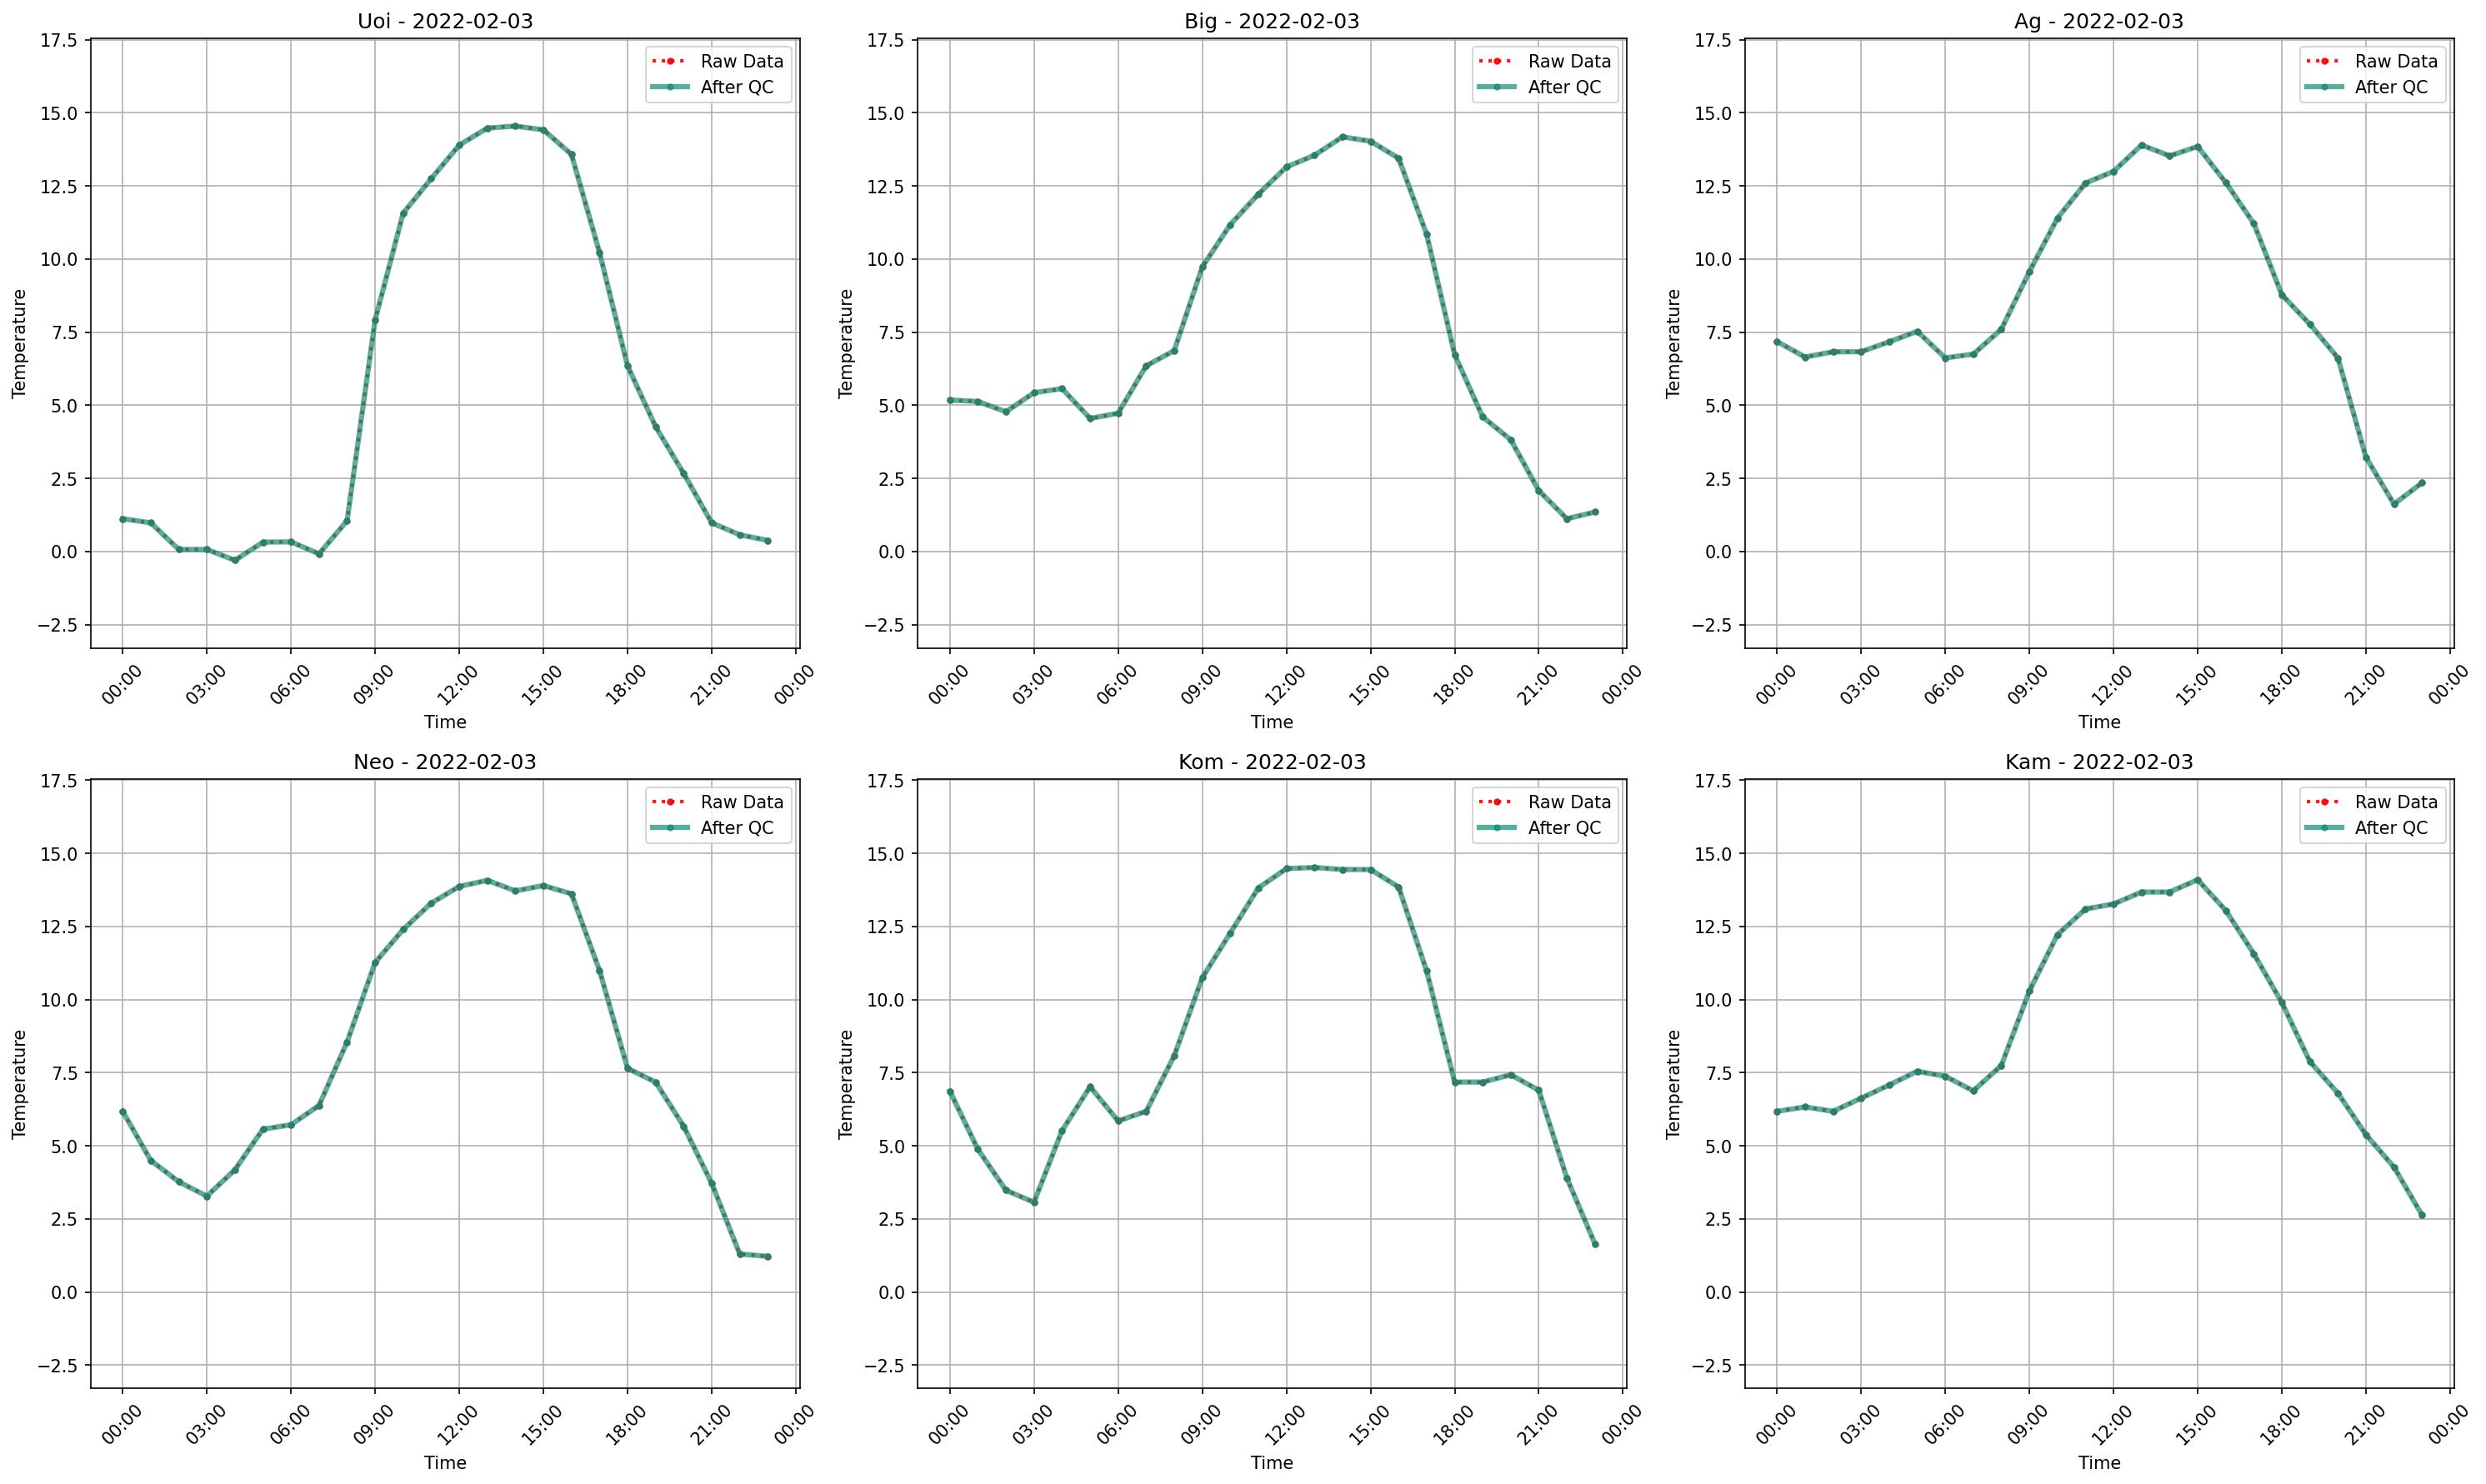 Uoi - 2022-02-03
17.5
15.0
12.5
10.0
7.5
5.0
2.5
0.0
−2.5
Temperature
Raw Data
After QC
00:00 03:00 06:00 09:00 12:00 15:00 18:00 21:00 00:00
Time
Big - 2022-02-03
17.5
15.0
12.5
10.0
7.5
5.0
2.5
0.0
−2.5
Temperature
Raw Data
After QC
00:00 03:00 06:00 09:00 12:00 15:00 18:00 21:00 00:00
Time
Ag - 2022-02-03
17.5
15.0
12.5
10.0
7.5
5.0
2.5
0.0
−2.5
Temperature
Raw Data
After QC
00:00 03:00 06:00 09:00 12:00 15:00 18:00 21:00 00:00
Time
Neo - 2022-02-03
17.5
15.0
12.5
10.0
7.5
5.0
2.5
0.0
−2.5
Temperature
Raw Data
After QC
00:00 03:00 06:00 09:00 12:00 15:00 18:00 21:00 00:00
Time
Kom - 2022-02-03
17.5
15.0
12.5
10.0
7.5
5.0
2.5
0.0
−2.5
Temperature
Raw Data
After QC
00:00 03:00 06:00 09:00 12:00 15:00 18:00 21:00 00:00
Time
Kam - 2022-02-03
17.5
15.0
12.5
10.0
7.5
5.0
2.5
0.0
−2.5
Temperature
Raw Data
After QC
00:00 03:00 06:00 09:00 12:00 15:00 18:00 21:00 00:00
Time